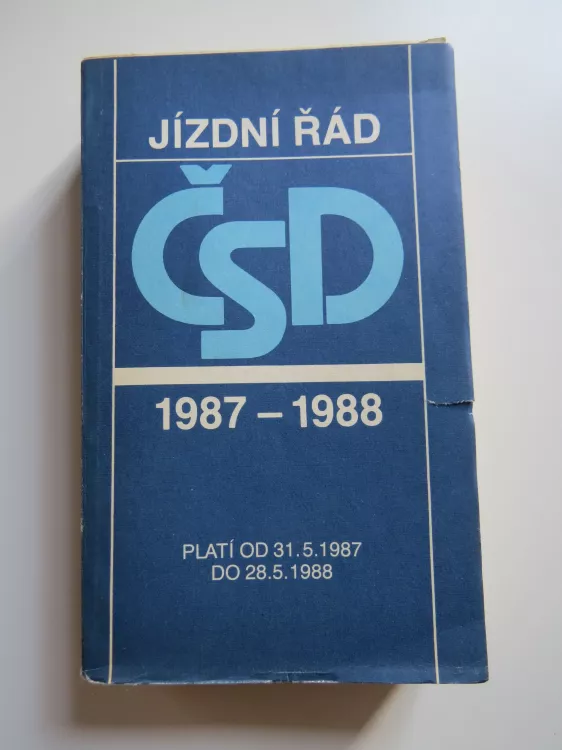 JÍZDNÍ ŘÁD
ČSD
1987 – 1988
PLATÍ OD 31.5.1987
DO 28.5.1988